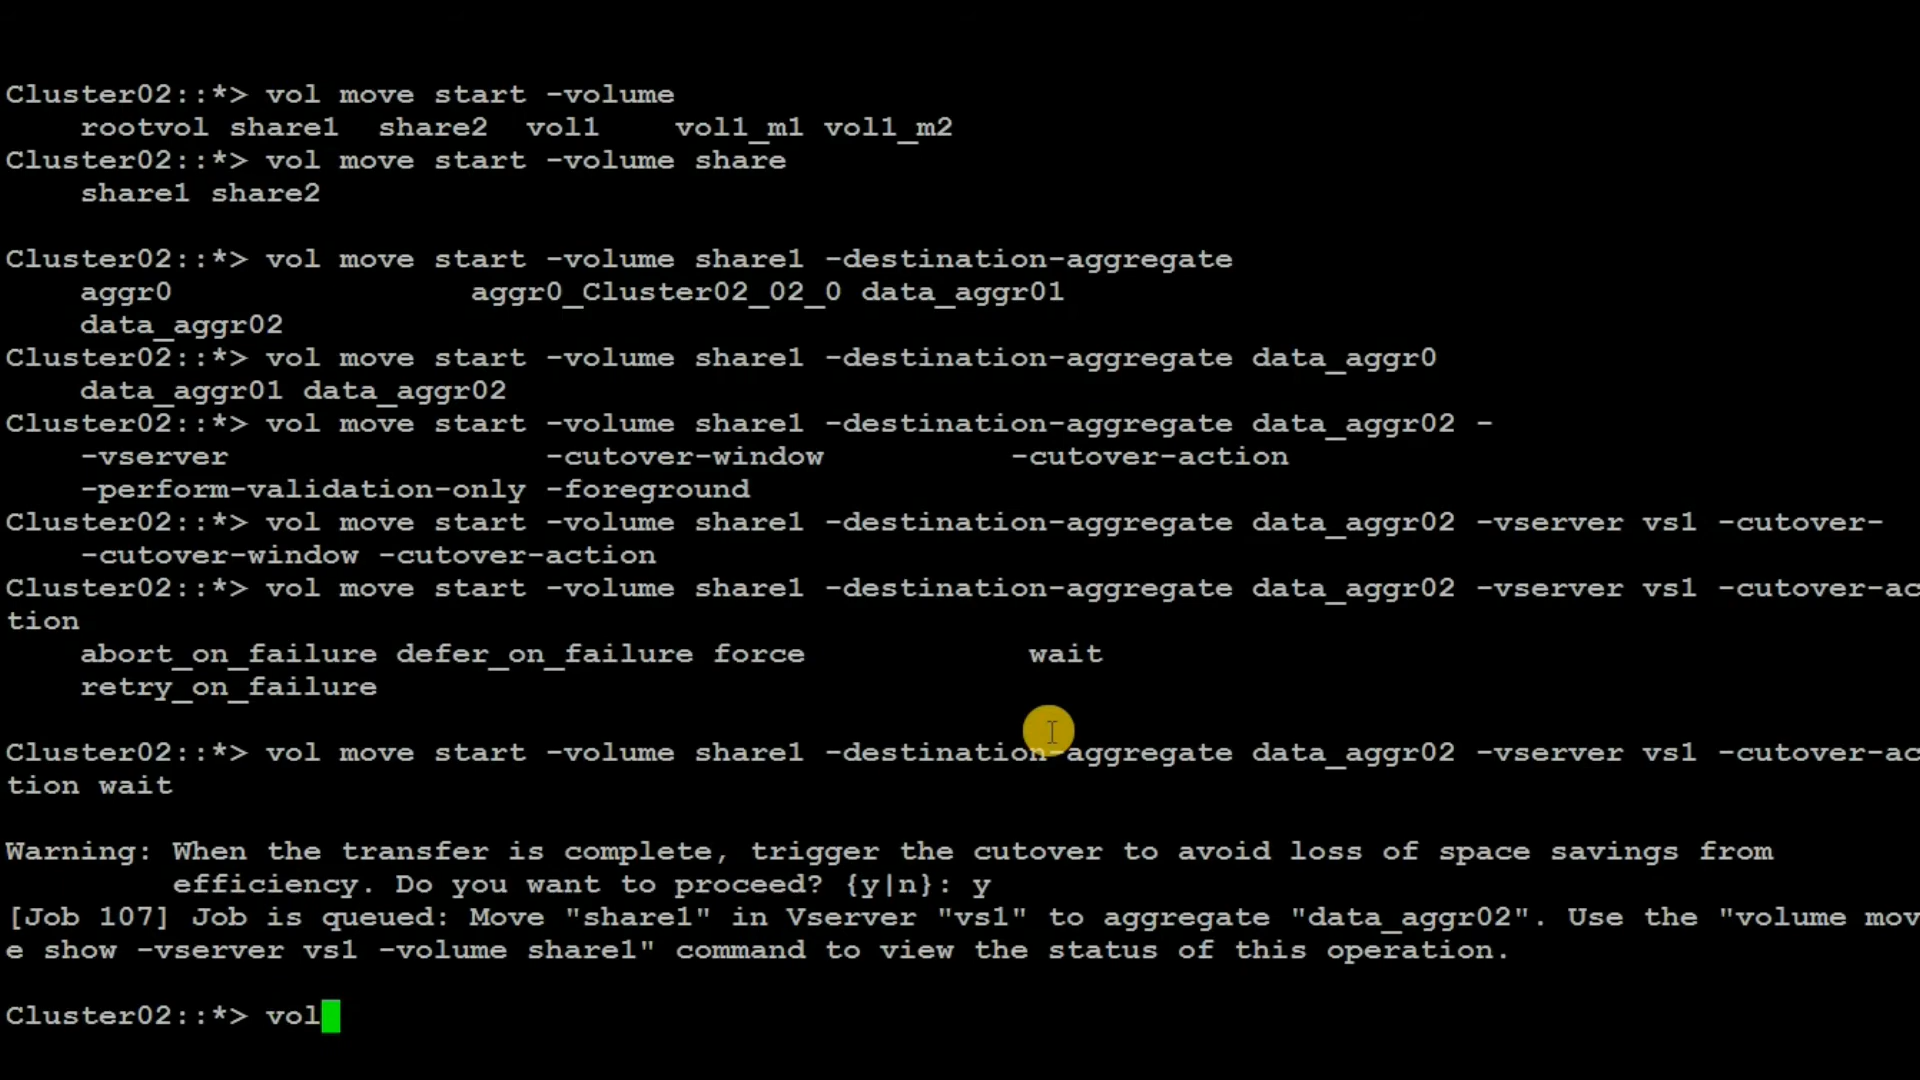 Cluster02::*> vol move start -volume
rootvol share1 share2 vol1 vol1_m1 vol1_m2
Cluster02::*> vol move start -volume share
share1 share2
Cluster02::*> vol move start -volume share1 -destination-aggregate
aggr0 aggr0_Cluster02_02_0 data_aggr01
data_aggr02
Cluster02::*> vol move start -volume share1 -destination-aggregate data_aggr0
data_aggr01 data_aggr02
Cluster02::*> vol move start -volume share1 -destination-aggregate data_aggr02 -
-vserver -cutover-window -cutover-action
-perform-validation-only -foreground
Cluster02::*> vol move start -volume share1 -destination-aggregate data_aggr02 -vserver vs1 -cutover-
-cutover-window -cutover-action
Cluster02::*> vol move start -volume share1 -destination-aggregate data_aggr02 -vserver vs1 -cutover-ac
tion
abort_on_failure defer_on_failure force wait
retry_on_failure
Cluster02::*> vol move start -volume share1 -destination-aggregate data_aggr02 -vserver vs1 -cutover-ac
tion wait
Warning: When the transfer is complete, trigger the cutover to avoid loss of space savings from
efficiency. Do you want to proceed? {y|n}: y
[Job 107] Job is queued: Move "share1" in Vserver "vs1" to aggregate "data_aggr02". Use the "volume mov
e show -vserver vs1 -volume share1" command to view the status of this operation.
Cluster02::*> vol